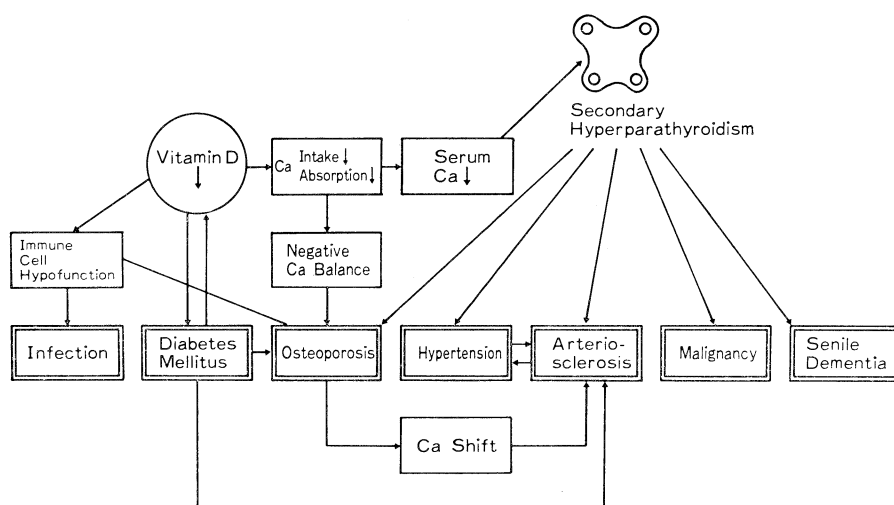 Secondary
Hyperparathyroidism
Vitamin D
↓
Ca Intake ↓
Absorption ↓
Serum
Ca ↓
Immune
Cell
Hypofunction
Negative
Ca Balance
Infection
Diabetes
Mellitus
Osteoporosis
Hypertension
Arterio-
sclerosis
Malignancy
Senile
Dementia
Ca Shift